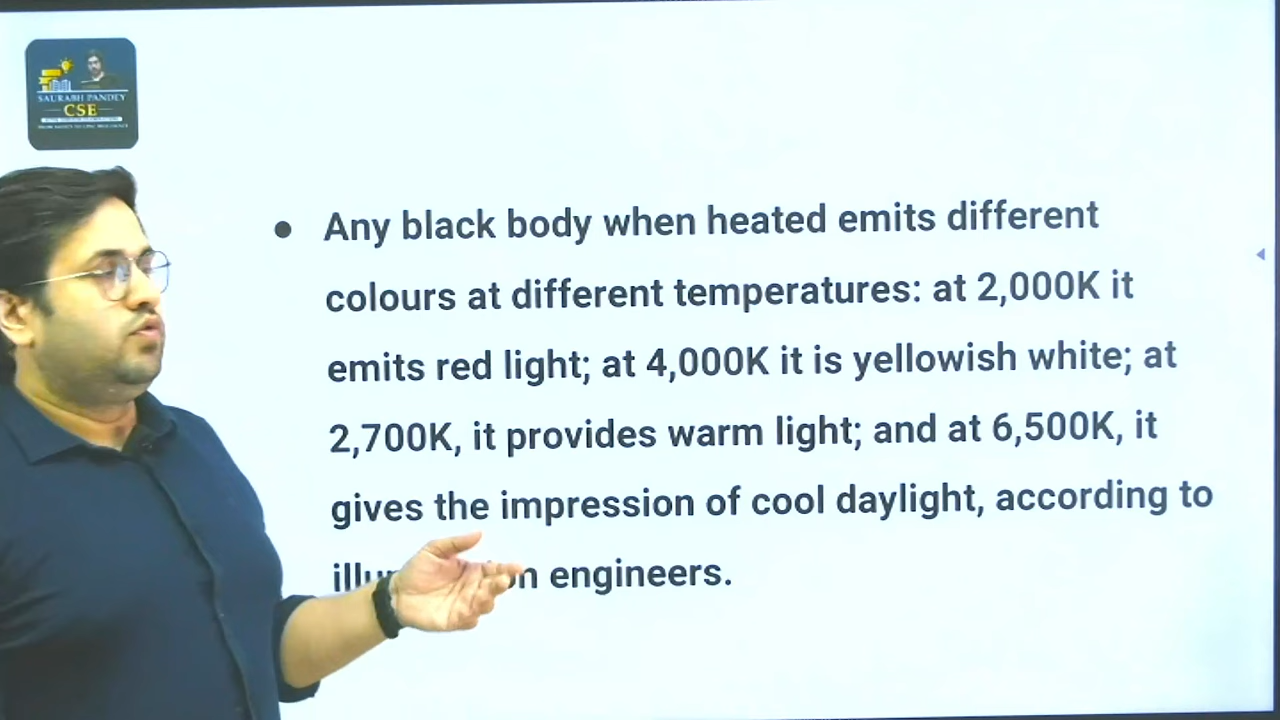 SAURABH PANDEY
CSE
Any black body when heated emits different
colours at different temperatures: at 2,000K it
emits red light; at 4,000K it is yellowish white; at
2,700K, it provides warm light; and at 6,500K, it
gives the impression of cool daylight, according to
engineers.